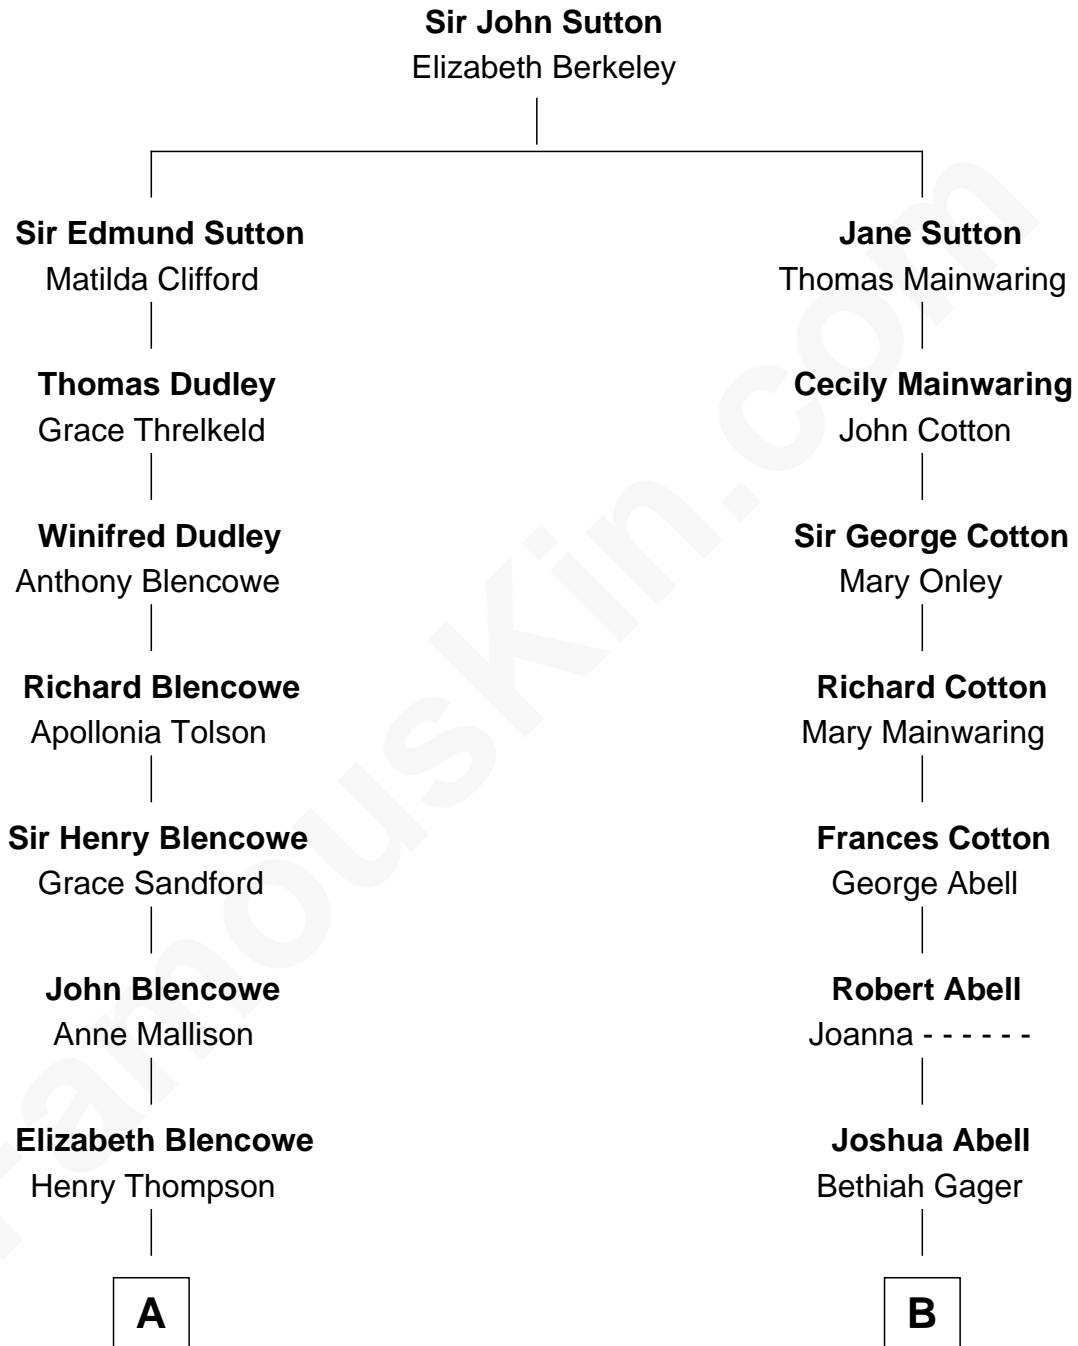 Sir John Sutton
Elizabeth Berkeley
Sir Edmund Sutton
Matilda Clifford
Jane Sutton
Thomas Mainwaring
Thomas Dudley
Grace Threlkeld
Cecily Mainwaring
John Cotton
Winifred Dudley
Anthony Blencowe
Sir George Cotton
Mary Onley
Richard Blencowe
Apollonia Tolson
Richard Cotton
Mary Mainwaring
Sir Henry Blencowe
Grace Sandford
Frances Cotton
George Abell
John Blencowe
Anne Mallison
Robert Abell
Joanna - - - - - -
Elizabeth Blencowe
Henry Thompson
Joshua Abell
Bethiah Gager
A
B
FamousKin.com